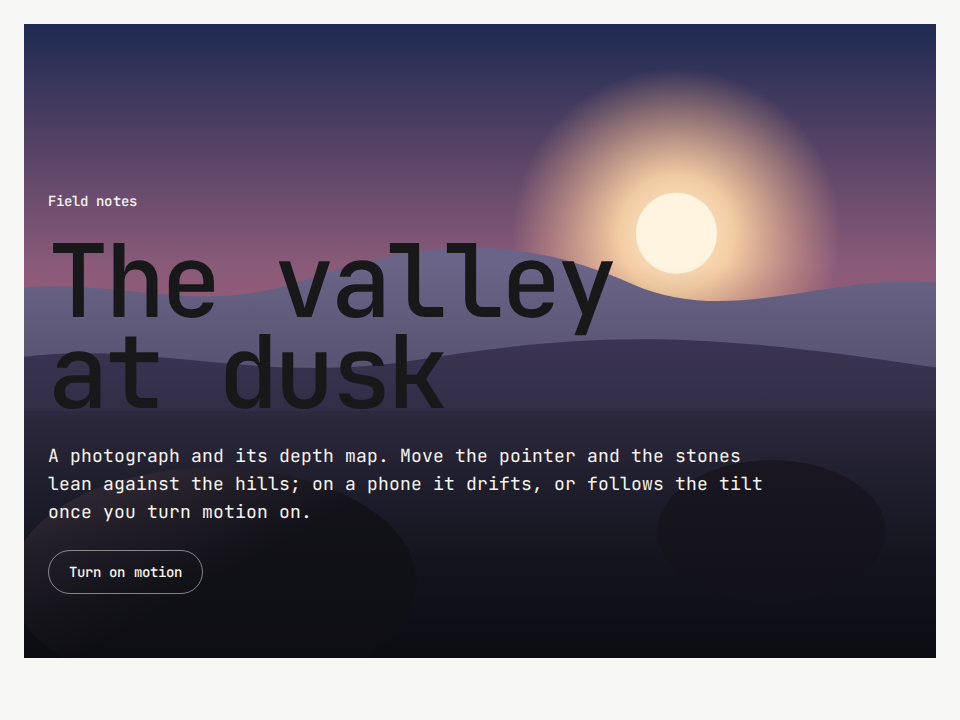 Field notes
The valley
at dusk
A photograph and its depth map. Move the pointer and the stones
lean against the hills; on a phone it drifts, or follows the tilt
once you turn motion on.
Turn on motion